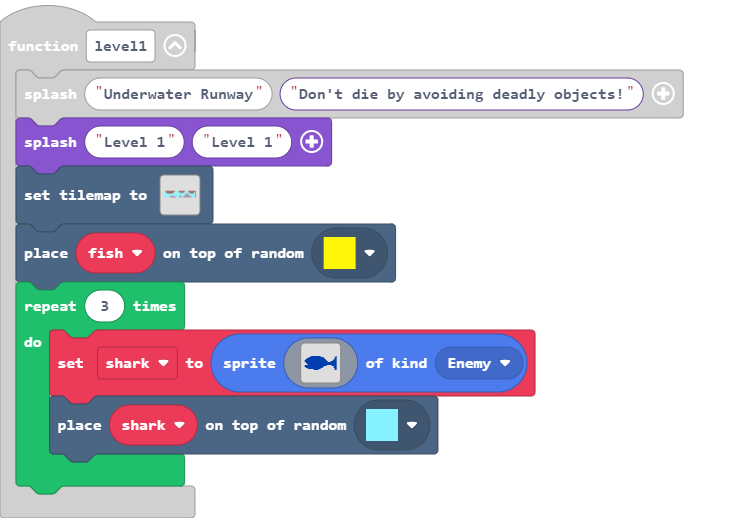 function level1
splash "Underwater Runway" "Don't die by avoiding deadly objects!"
splash "Level 1" "Level 1"
set tilemap to
place fish on top of random
repeat 3 times
do
set shark to sprite of kind Enemy
place shark on top of random